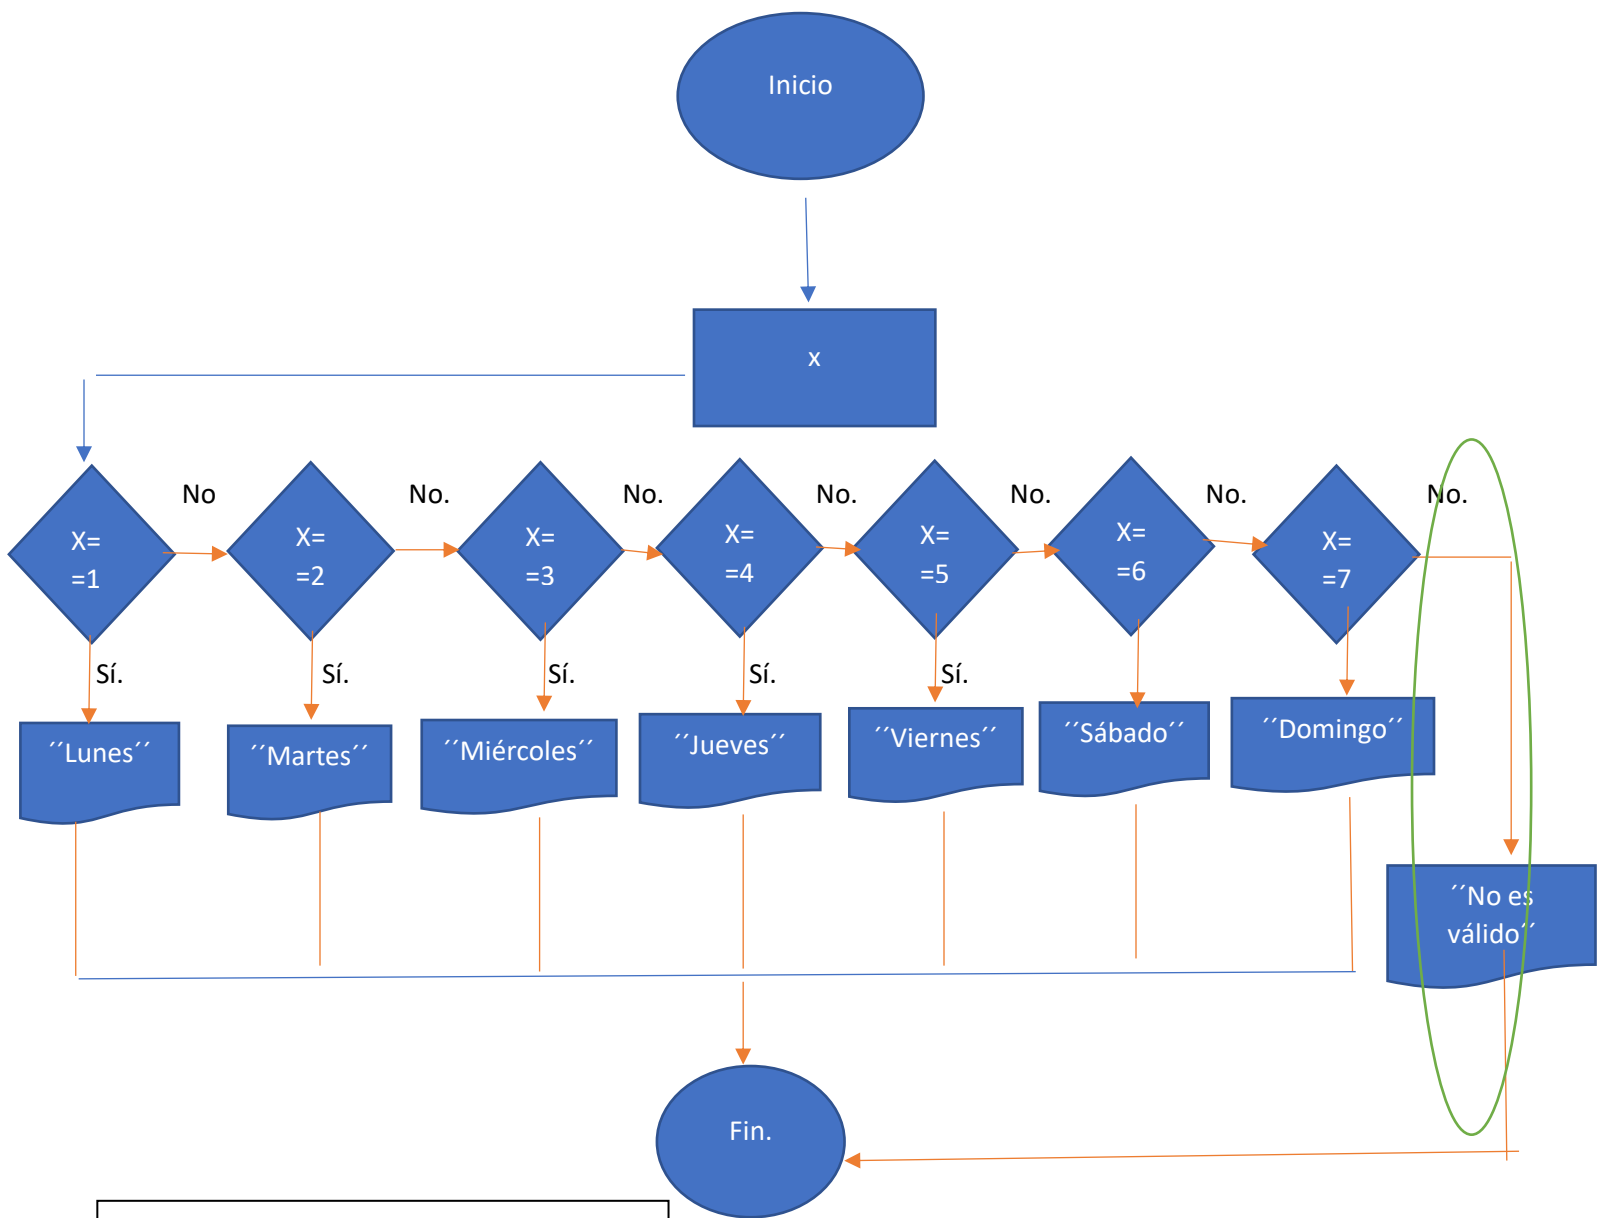 Inicio
x
No
No.
No.
No.
No.
No.
No.
X=
=1
X=
=2
X=
=3
X=
=4
X=
=5
X=
=6
X=
=7
Sí.
Sí.
Sí.
Sí.
Sí.
´´Lunes´´
´´Martes´´
´´Miércoles´´
´´Jueves´´
´´Viernes´´
´´Sábado´´
´´Domingo´´
´´No es
válido´´
Fin.